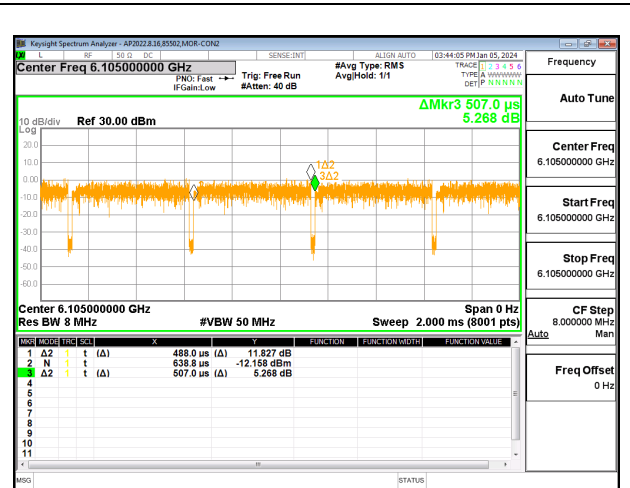 Keysight Spectrum Analyzer - AP2022.8.16,85502,MOR-CON2
L RF 50 Ω DC SENSE:INT ALIGN AUTO 03:44:05 PM Jan 05, 2024
Center Freq 6.105000000 GHz
PNO: Fast
IFGain:Low
Trig: Free Run
#Atten: 40 dB
#Avg Type: RMS
Avg|Hold: 1/1
TRACE 1 2 3 4 5 6
TYPE A WWWWW
DET P N N N N N
ΔMkr3 507.0 µs
5.268 dB
10 dB/div Ref 30.00 dBm
Log
20.0
10.0
0.00
-10.0
-20.0
-30.0
-40.0
-50.0
-60.0
1Δ2
3Δ2
Center 6.105000000 GHz Span 0 Hz
Res BW 8 MHz #VBW 50 MHz Sweep 2.000 ms (8001 pts)
MKR MODE TRC SCL X Y FUNCTION FUNCTION WIDTH FUNCTION VALUE
1 Δ2 1 t (Δ) 488.0 µs (Δ) 11.827 dB
2 N 1 t 638.8 µs -12.158 dBm
3 Δ2 1 t (Δ) 507.0 µs (Δ) 5.268 dB
4
5
6
7
8
9
10
11
MSG STATUS
Frequency
Auto Tune
Center Freq
6.105000000 GHz
Start Freq
6.105000000 GHz
Stop Freq
6.105000000 GHz
CF Step
8.000000 MHz
Auto Man
Freq Offset
0 Hz